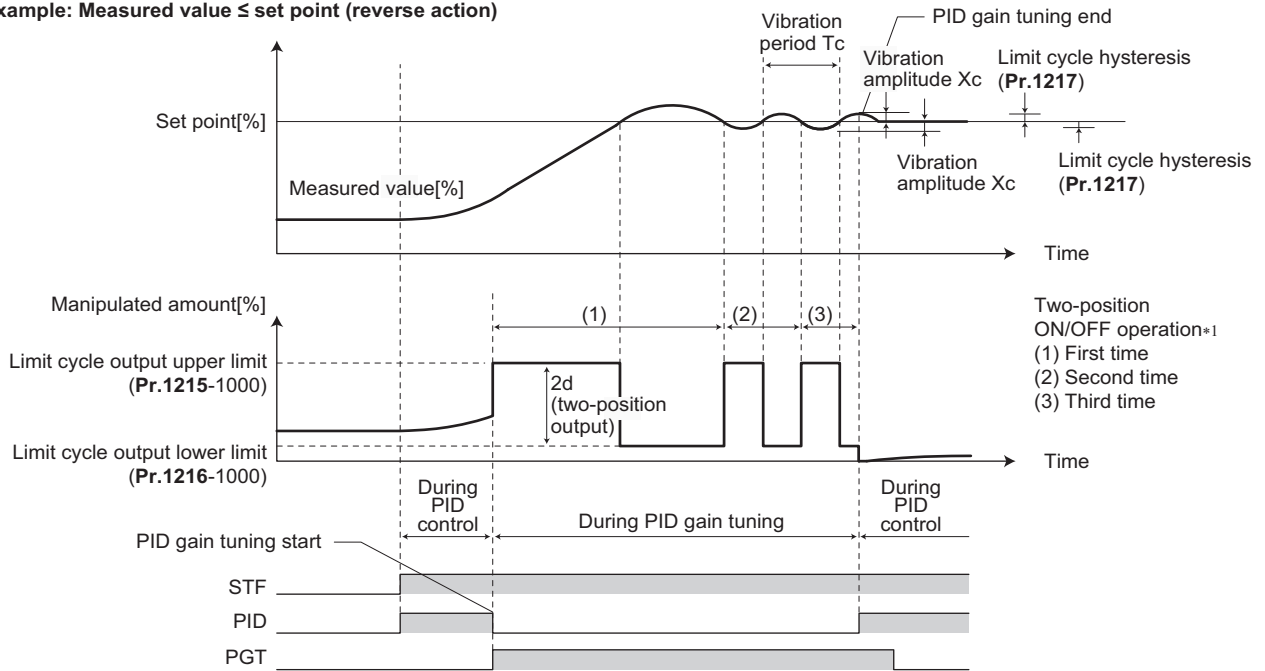 xample: Measured value ≤ set point (reverse action)
Vibration
period Tc
PID gain tuning end
Vibration
amplitude Xc
Limit cycle hysteresis
(Pr.1217)
Set point[%]
Measured value[%]
Vibration
amplitude Xc
Limit cycle hysteresis
(Pr.1217)
Time
Manipulated amount[%]
(1)
(2)
(3)
Limit cycle output upper limit
(Pr.1215-1000)
2d
(two-position
output)
Limit cycle output lower limit
(Pr.1216-1000)
Two-position
ON/OFF operation*1
(1) First time
(2) Second time
(3) Third time
Time
During
PID
control
During PID gain tuning
During
PID
control
PID gain tuning start
STF
PID
PGT